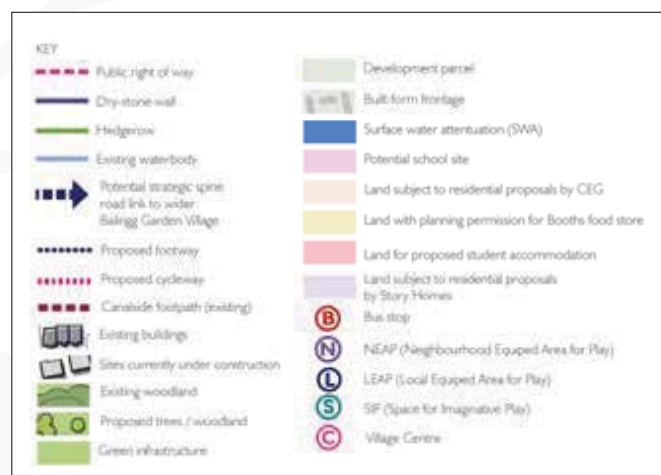 KEY
Public right of way
Dry-stone wall
Hedgerow
Existing waterbody
Potential strategic spine
road link to wider
Bailrigg Garden Village
Proposed footway
Proposed cycleway
Canalside footpath (existing)
Existing buildings
Sites currently under construction
Existing woodland
Proposed trees / woodland
Green infrastructure
Development parcel
Built form frontage
Surface water attentuation (SWA)
Potential school site
Land subject to residential proposals by CEG
Land with planning permission for Booths food store
Land for proposed student accommodation
Land subject to residential proposals
by Story Homes
B Bus stop
N NEAP (Neighbourhood Equped Area for Play)
L LEAP (Local Equped Area for Play)
S SIF (Space for Imaginative Play)
C Village Centre